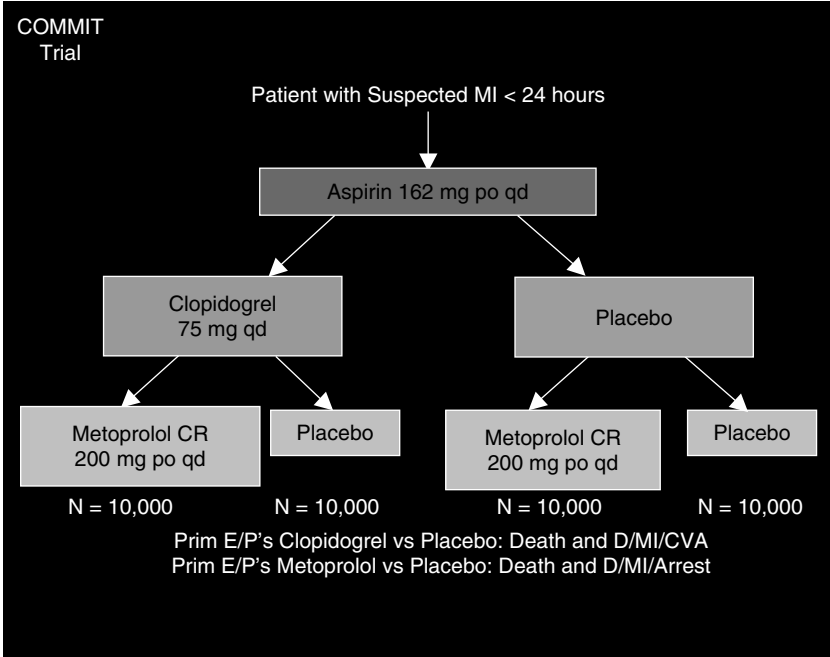 COMMIT
Trial
Patient with Suspected MI < 24 hours
Aspirin 162 mg po qd
Clopidogrel
75 mg qd
Placebo
Metoprolol CR
200 mg po qd
Placebo
Metoprolol CR
200 mg po qd
Placebo
N = 10,000
N = 10,000
N = 10,000
N = 10,000
Prim E/P's Clopidogrel vs Placebo: Death and D/MI/CVA
Prim E/P's Metoprolol vs Placebo: Death and D/MI/Arrest